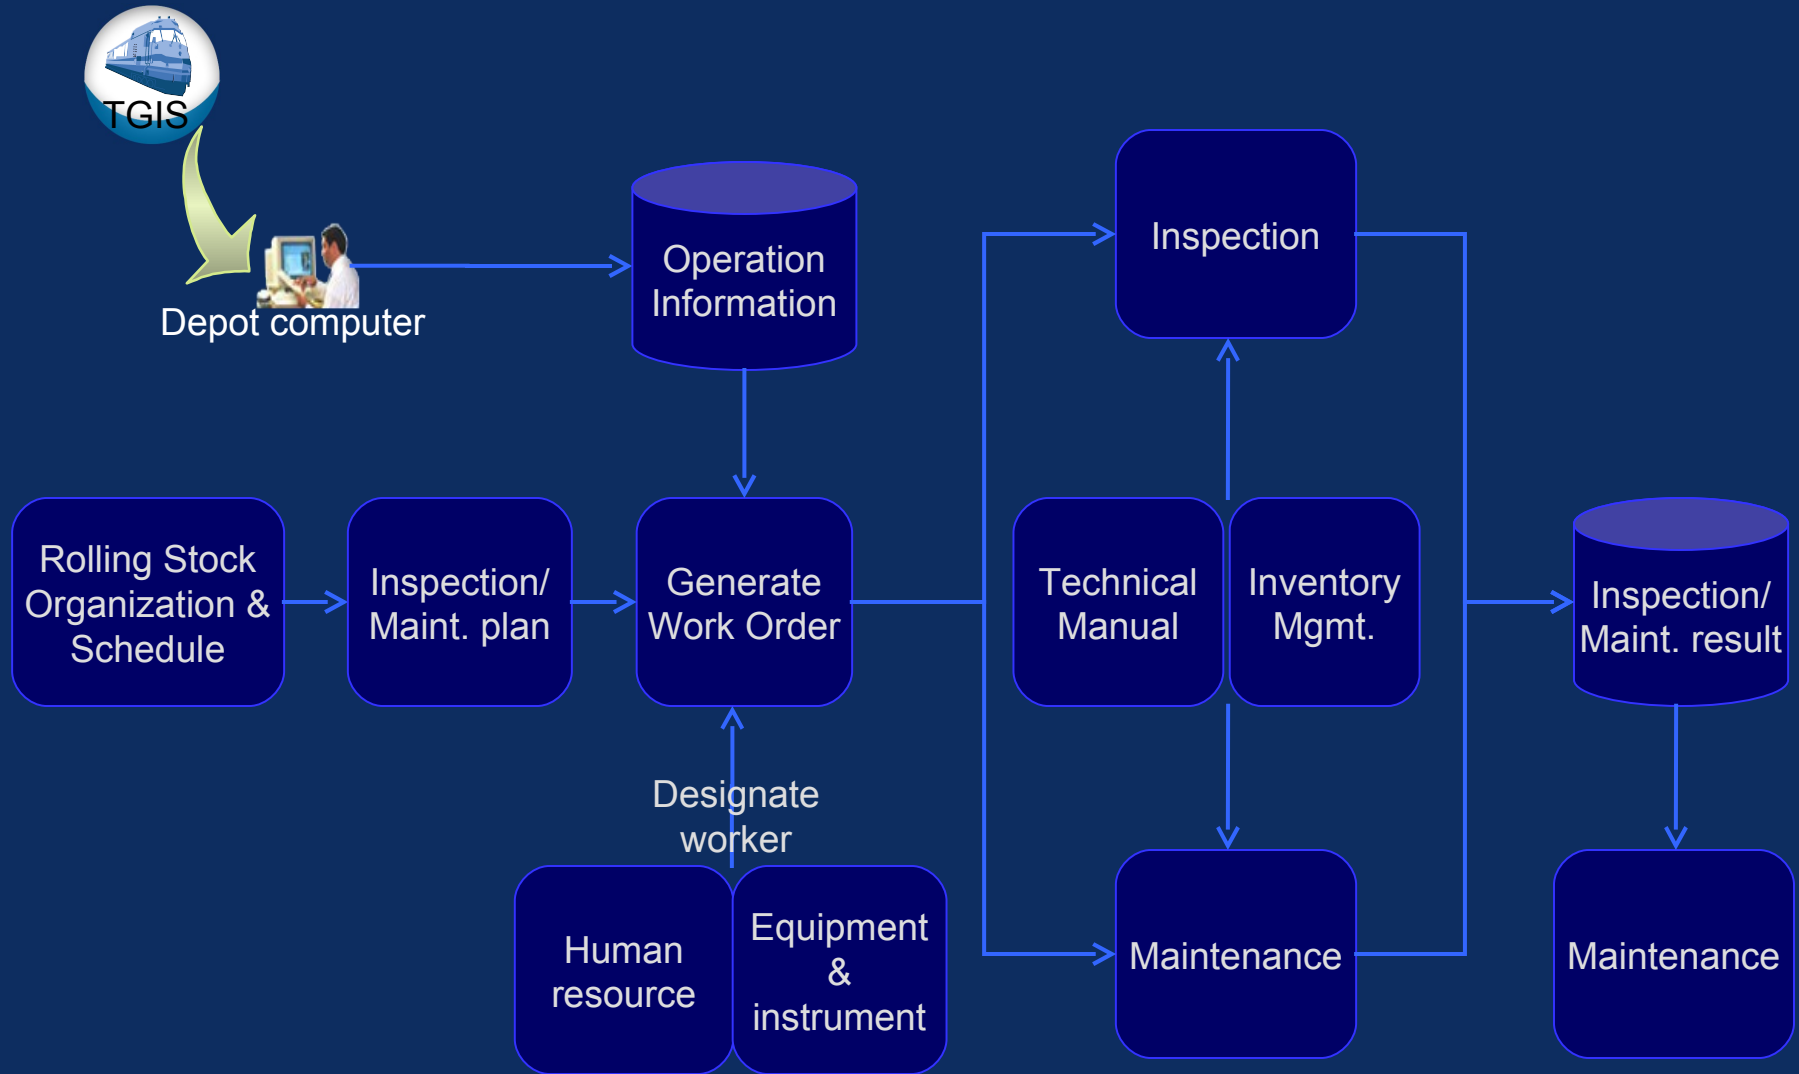 TGIS
Depot computer
Operation
Information
Inspection
Rolling Stock
Organization &
Schedule
Inspection/
Maint. plan
Generate
Work Order
Technical
Manual
Inventory
Mgmt.
Inspection/
Maint. result
Designate
worker
Human
resource
Equipment
&
instrument
Maintenance
Maintenance